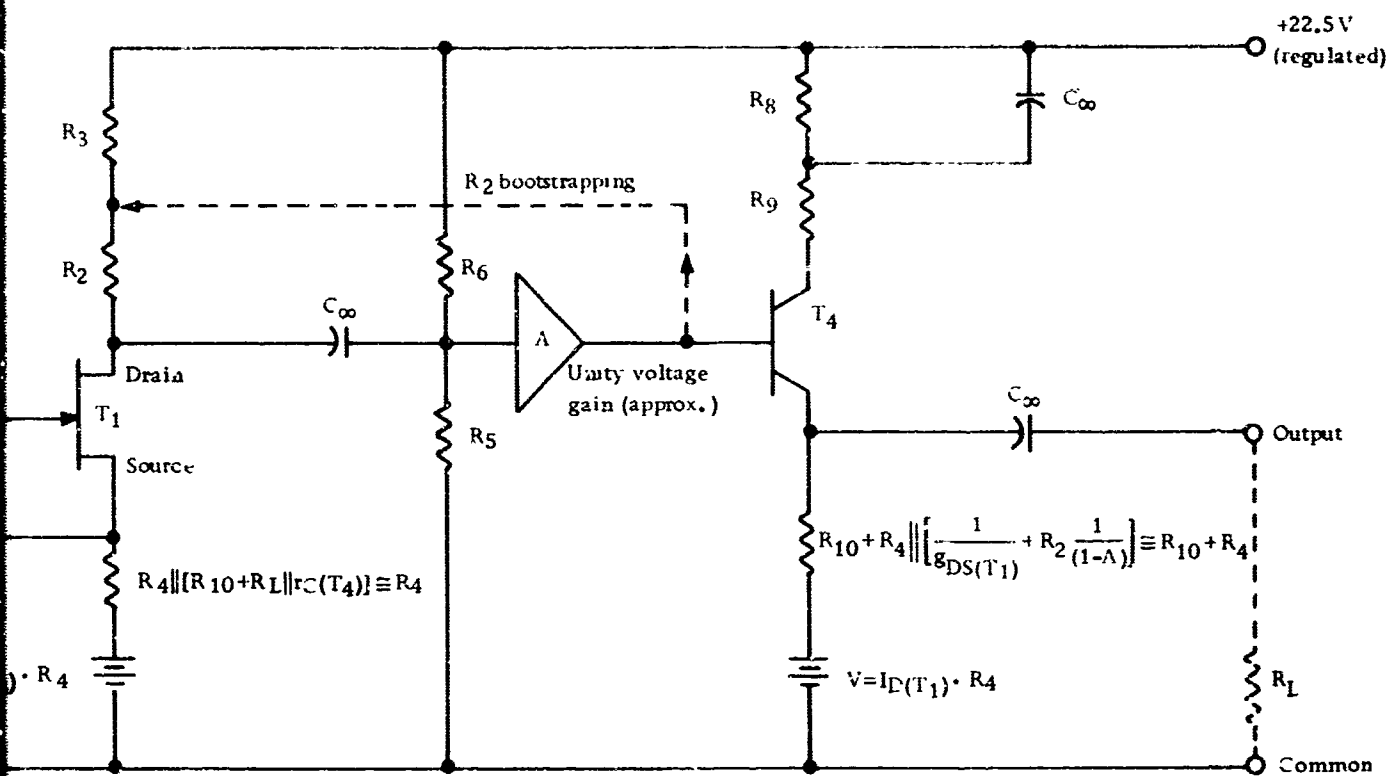 +22.5V
(regulated)
R8
C∞
R3
R2 bootstrapping
R9
R2
R6
C∞
T4
A
Drain
Unity voltage
gain (approx.)
T1
C∞
R5
Output
Source
R10+R4||[1/gDS(T1) + R2 1/(1-A)]≅R10+R4
R4||[R10+RL||rC(T4)]≅R4
)· R4
V=ID(T1)· R4
RL
Common